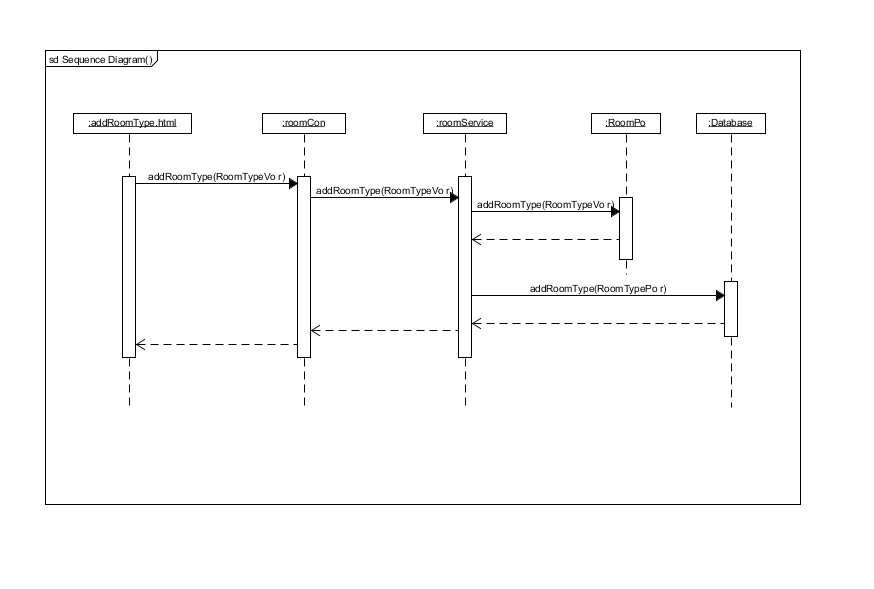 sd Sequence Diagram()
:addRoomType.html
:roomCon
:roomService
:RoomPo
:Database
addRoomType(RoomTypeVo r)
addRoomType(RoomTypeVo r)
addRoomType(RoomTypeVo r)
addRoomType(RoomTypePo r)